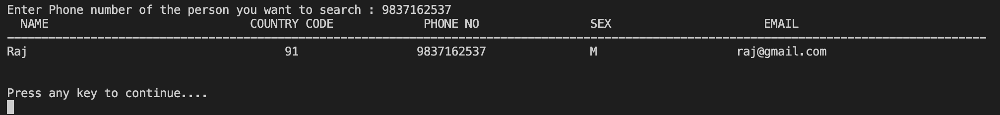 Enter Phone number of the person you want to search : 9837162537
NAME COUNTRY CODE PHONE NO SEX EMAIL
---------------------------------------------------------------------------------------------------------------------------------------------
Raj 91 9837162537 M raj@gmail.com
Press any key to continue....